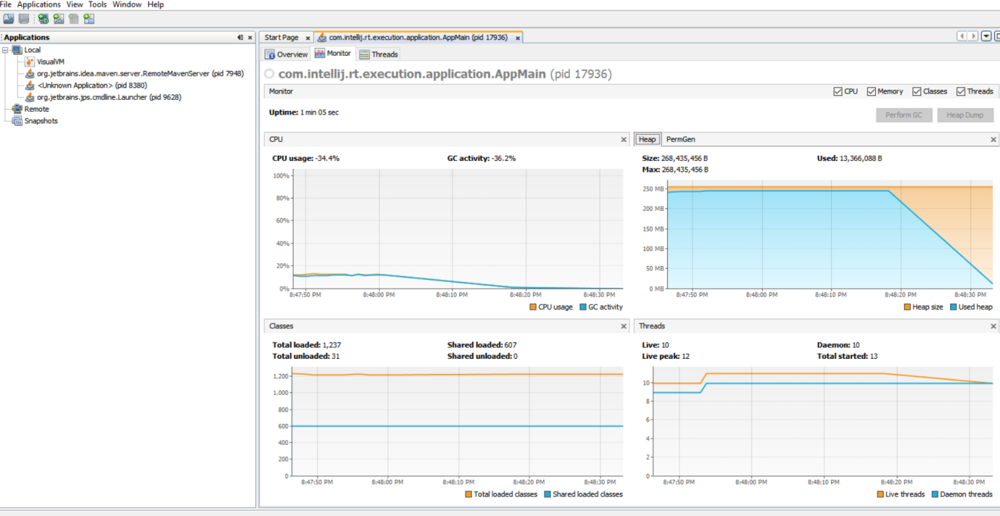 File Applications View Tools Window Help
Applications
Local
VisualVM
org.jetbrains.idea.maven.server.RemoteMavenServer (pid 7948)
<Unknown Application> (pid 8380)
org.jetbrains.jps.cmdline.Launcher (pid 9628)
Remote
Snapshots
Start Page com.intellij.rt.execution.application.AppMain (pid 17936)
Overview Monitor Threads
com.intellij.rt.execution.application.AppMain (pid 17936)
Monitor CPU Memory Classes Threads
Uptime: 1 min 05 sec
Perform GC Heap Dump
CPU
CPU usage: -34.4% GC activity: -36.2%
100%
80%
60%
40%
20%
0%
8:47:50 PM 8:48:00 PM 8:48:10 PM 8:48:20 PM 8:48:30 PM
CPU usage GC activity
Heap PermGen
Size: 268,435,456 B Used: 13,366,088 B
Max: 268,435,456 B
250 MB
200 MB
150 MB
100 MB
50 MB
0 MB
8:47:50 PM 8:48:00 PM 8:48:10 PM 8:48:20 PM 8:48:30 PM
Heap size Used heap
Classes
Total loaded: 1,237 Shared loaded: 607
Total unloaded: 31 Shared unloaded: 0
1,200
1,000
800
600
400
200
0
8:47:50 PM 8:48:00 PM 8:48:10 PM 8:48:20 PM 8:48:30 PM
Total loaded classes Shared loaded classes
Threads
Live: 10 Daemon: 10
Live peak: 12 Total started: 13
10
8
6
4
2
0
8:47:50 PM 8:48:00 PM 8:48:10 PM 8:48:20 PM 8:48:30 PM
Live threads Daemon threads